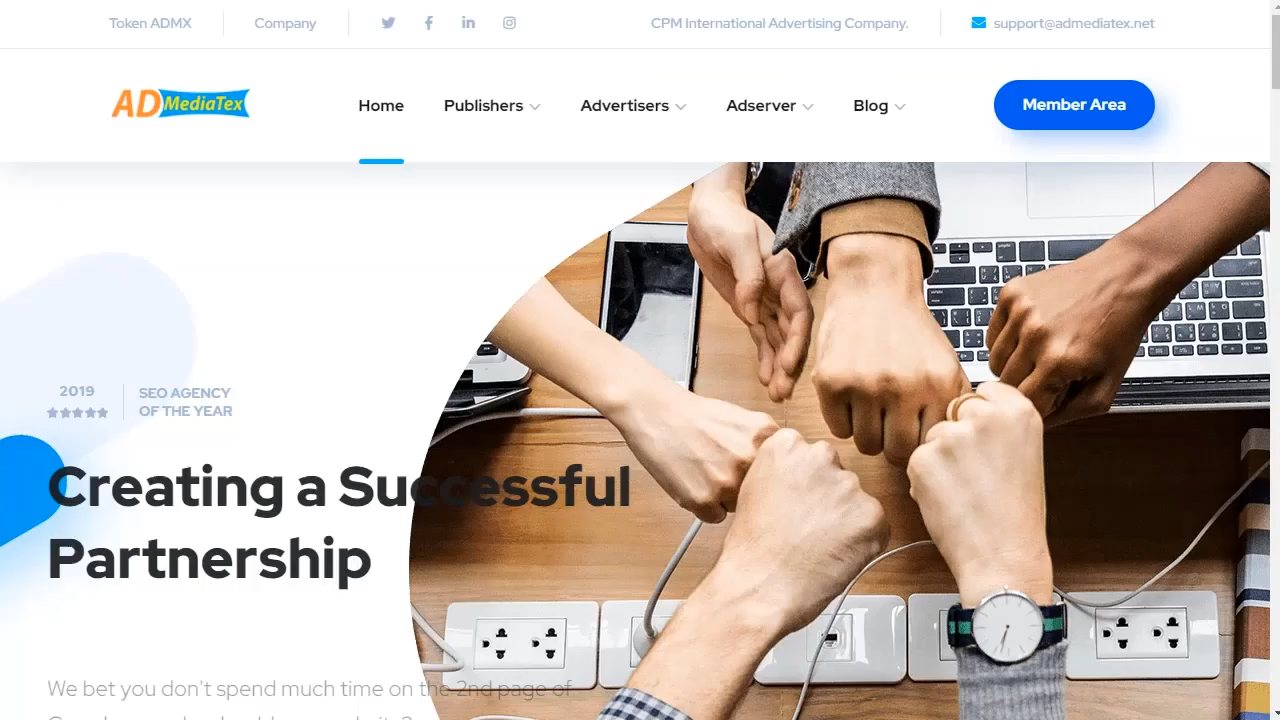 Token ADMX
Company
CPM International Advertising Company.
support@admediatex.net
AD MediaTex
Home
Publishers
Advertisers
Adserver
Blog
Member Area
2019
SEO AGENCY
OF THE YEAR
Creating a Successful
Partnership
We bet you don't spend much time on the 2nd page of